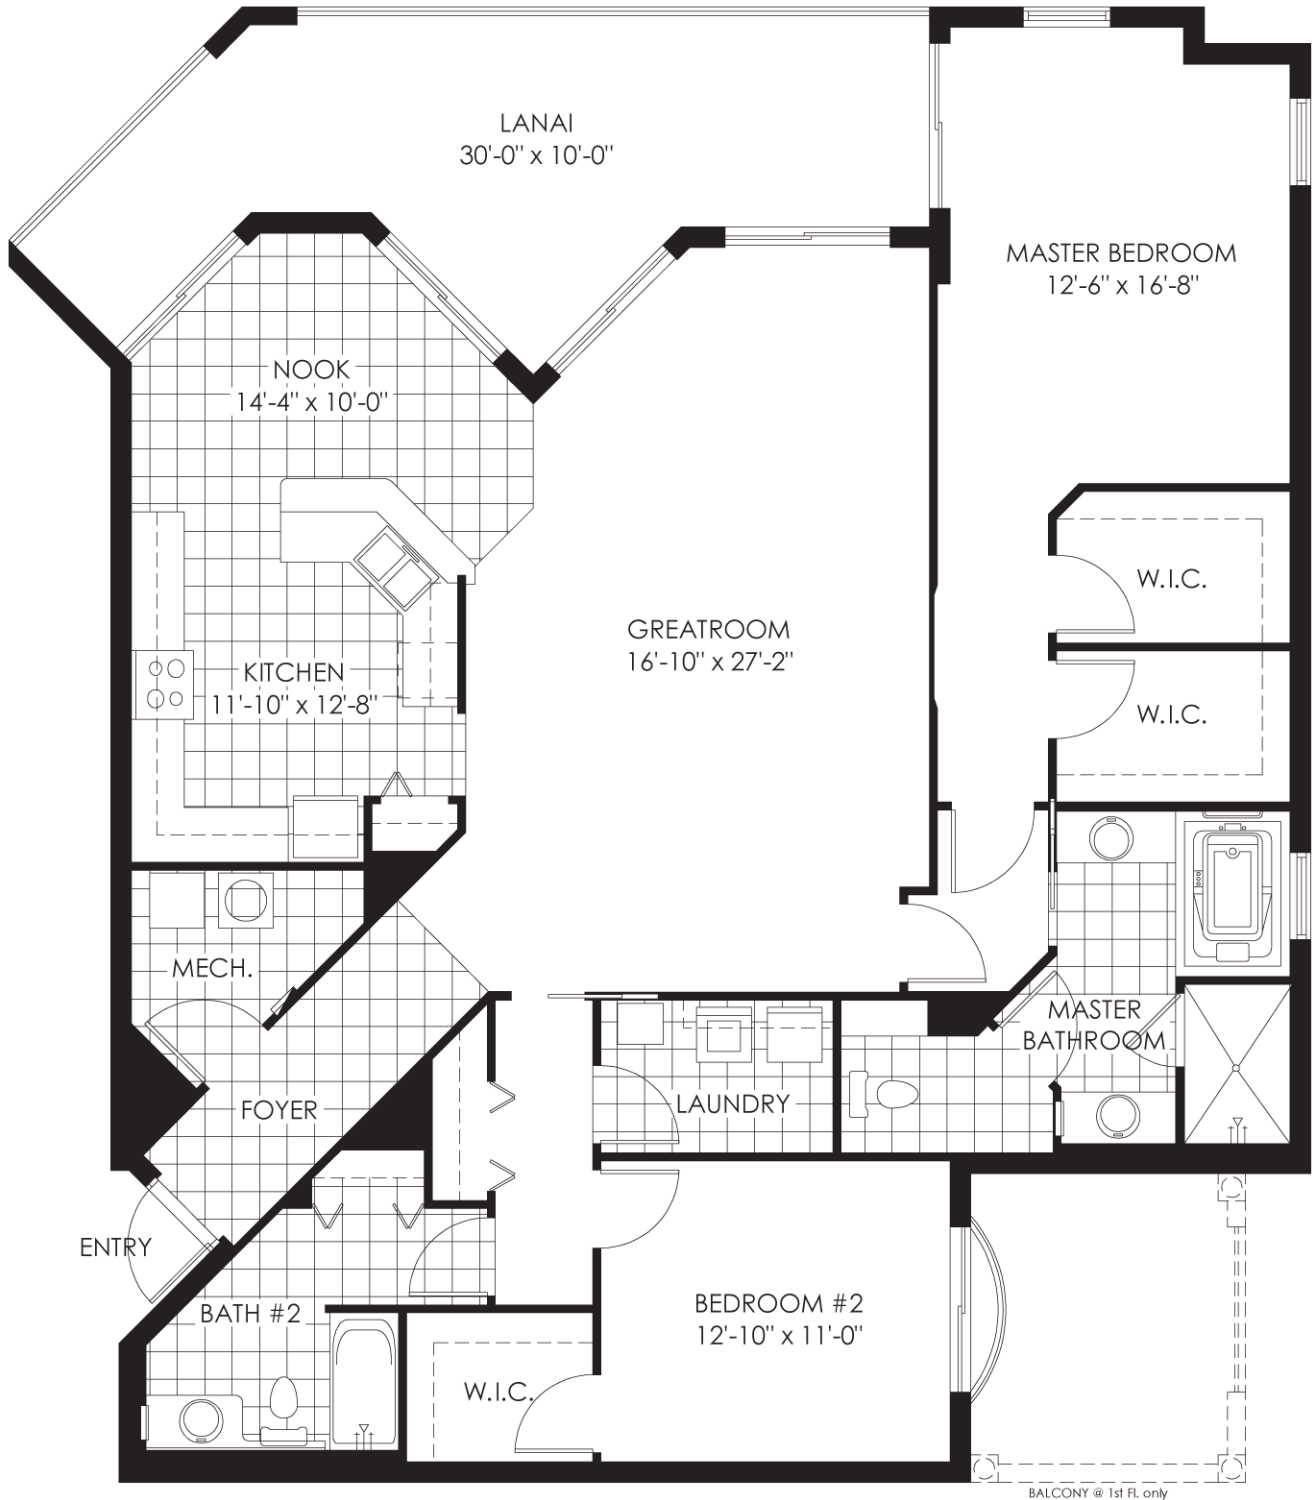 LANAI
30'-0" x 10'-0"
MASTER BEDROOM
12'-6" x 16'-8"
NOOK
14'-4" x 10'-0"
W.I.C.
GREATROOM
16'-10" x 27'-2"
KITCHEN
11'-10" x 12'-8"
W.I.C.
MECH.
MASTER
BATHROOM
LAUNDRY
FOYER
ENTRY
BATH #2
BEDROOM #2
12'-10" x 11'-0"
W.I.C.
BALCONY @ 1st Fl. only